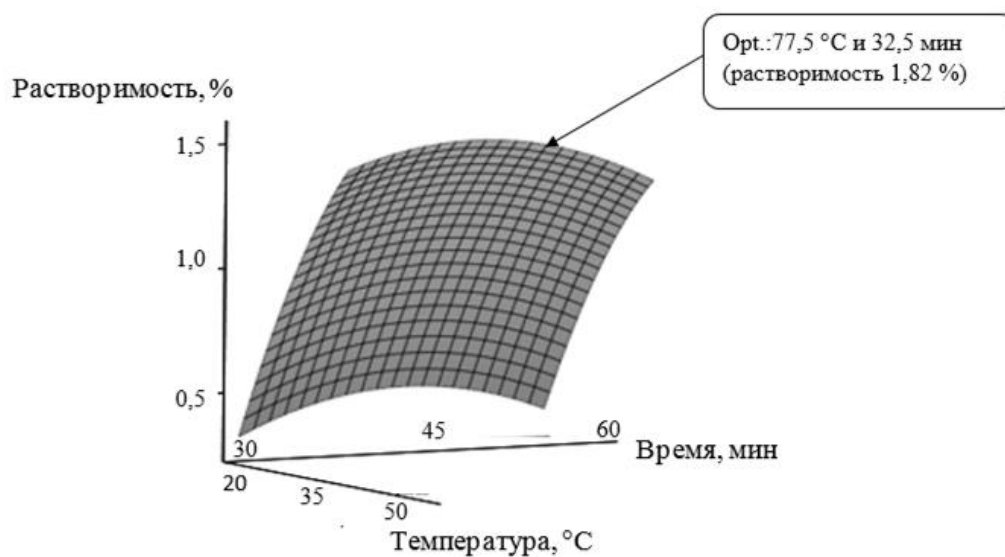 Opt.:77,5 °C и 32,5 мин
(растворимость 1,82 %)
Растворимость, %
1,5
1,0
0,5
30
45
60
Время, мин
20
35
50
Температура, °C